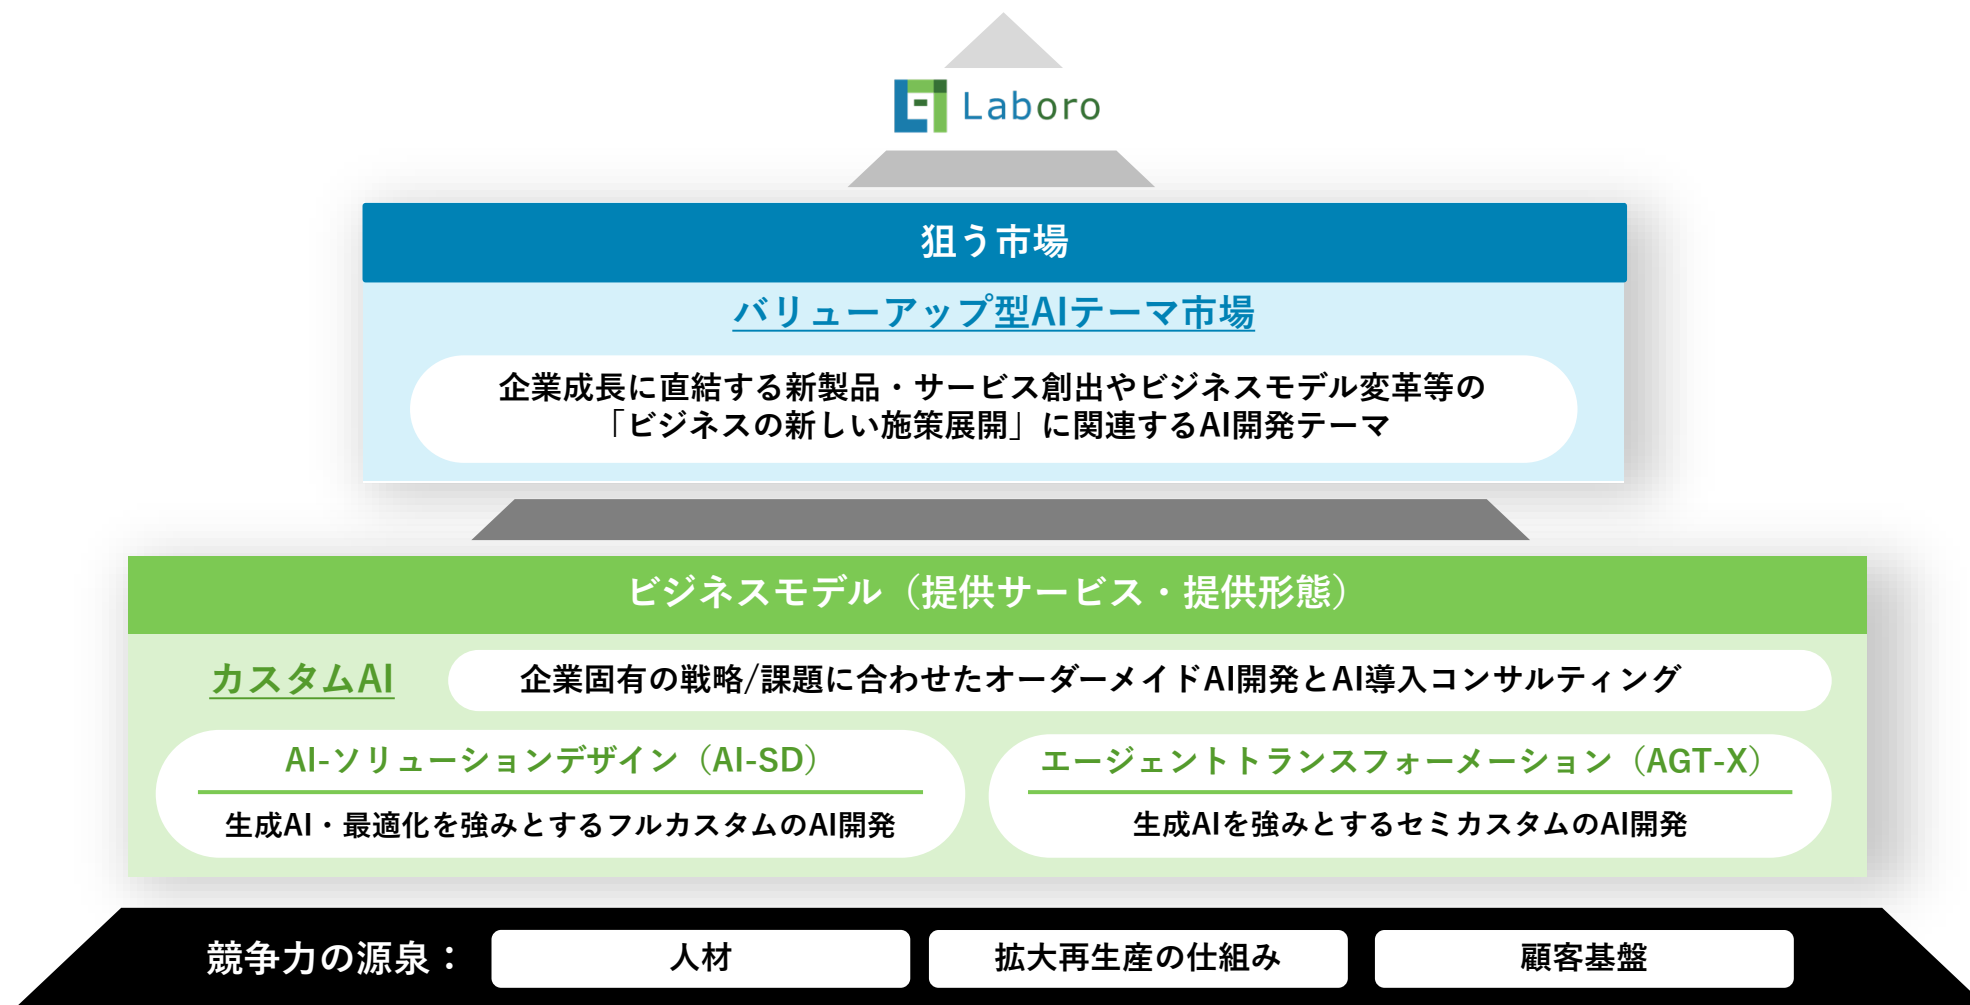 Laboro
狙う市場
バリューアップ型AIテーマ市場
企業成長に直結する新製品・サービス創出やビジネスモデル変革等の
「ビジネスの新しい施策展開」に関連するAI開発テーマ
ビジネスモデル（提供サービス・提供形態）
カスタムAI
企業固有の戦略/課題に合わせたオーダーメイドAI開発とAI導入コンサルティング
AI-ソリューションデザイン（AI-SD）
生成AI・最適化を強みとするフルカスタムのAI開発
エージェントトランスフォーメーション（AGT-X）
生成AIを強みとするセミカスタムのAI開発
競争力の源泉：
人材
拡大再生産の仕組み
顧客基盤